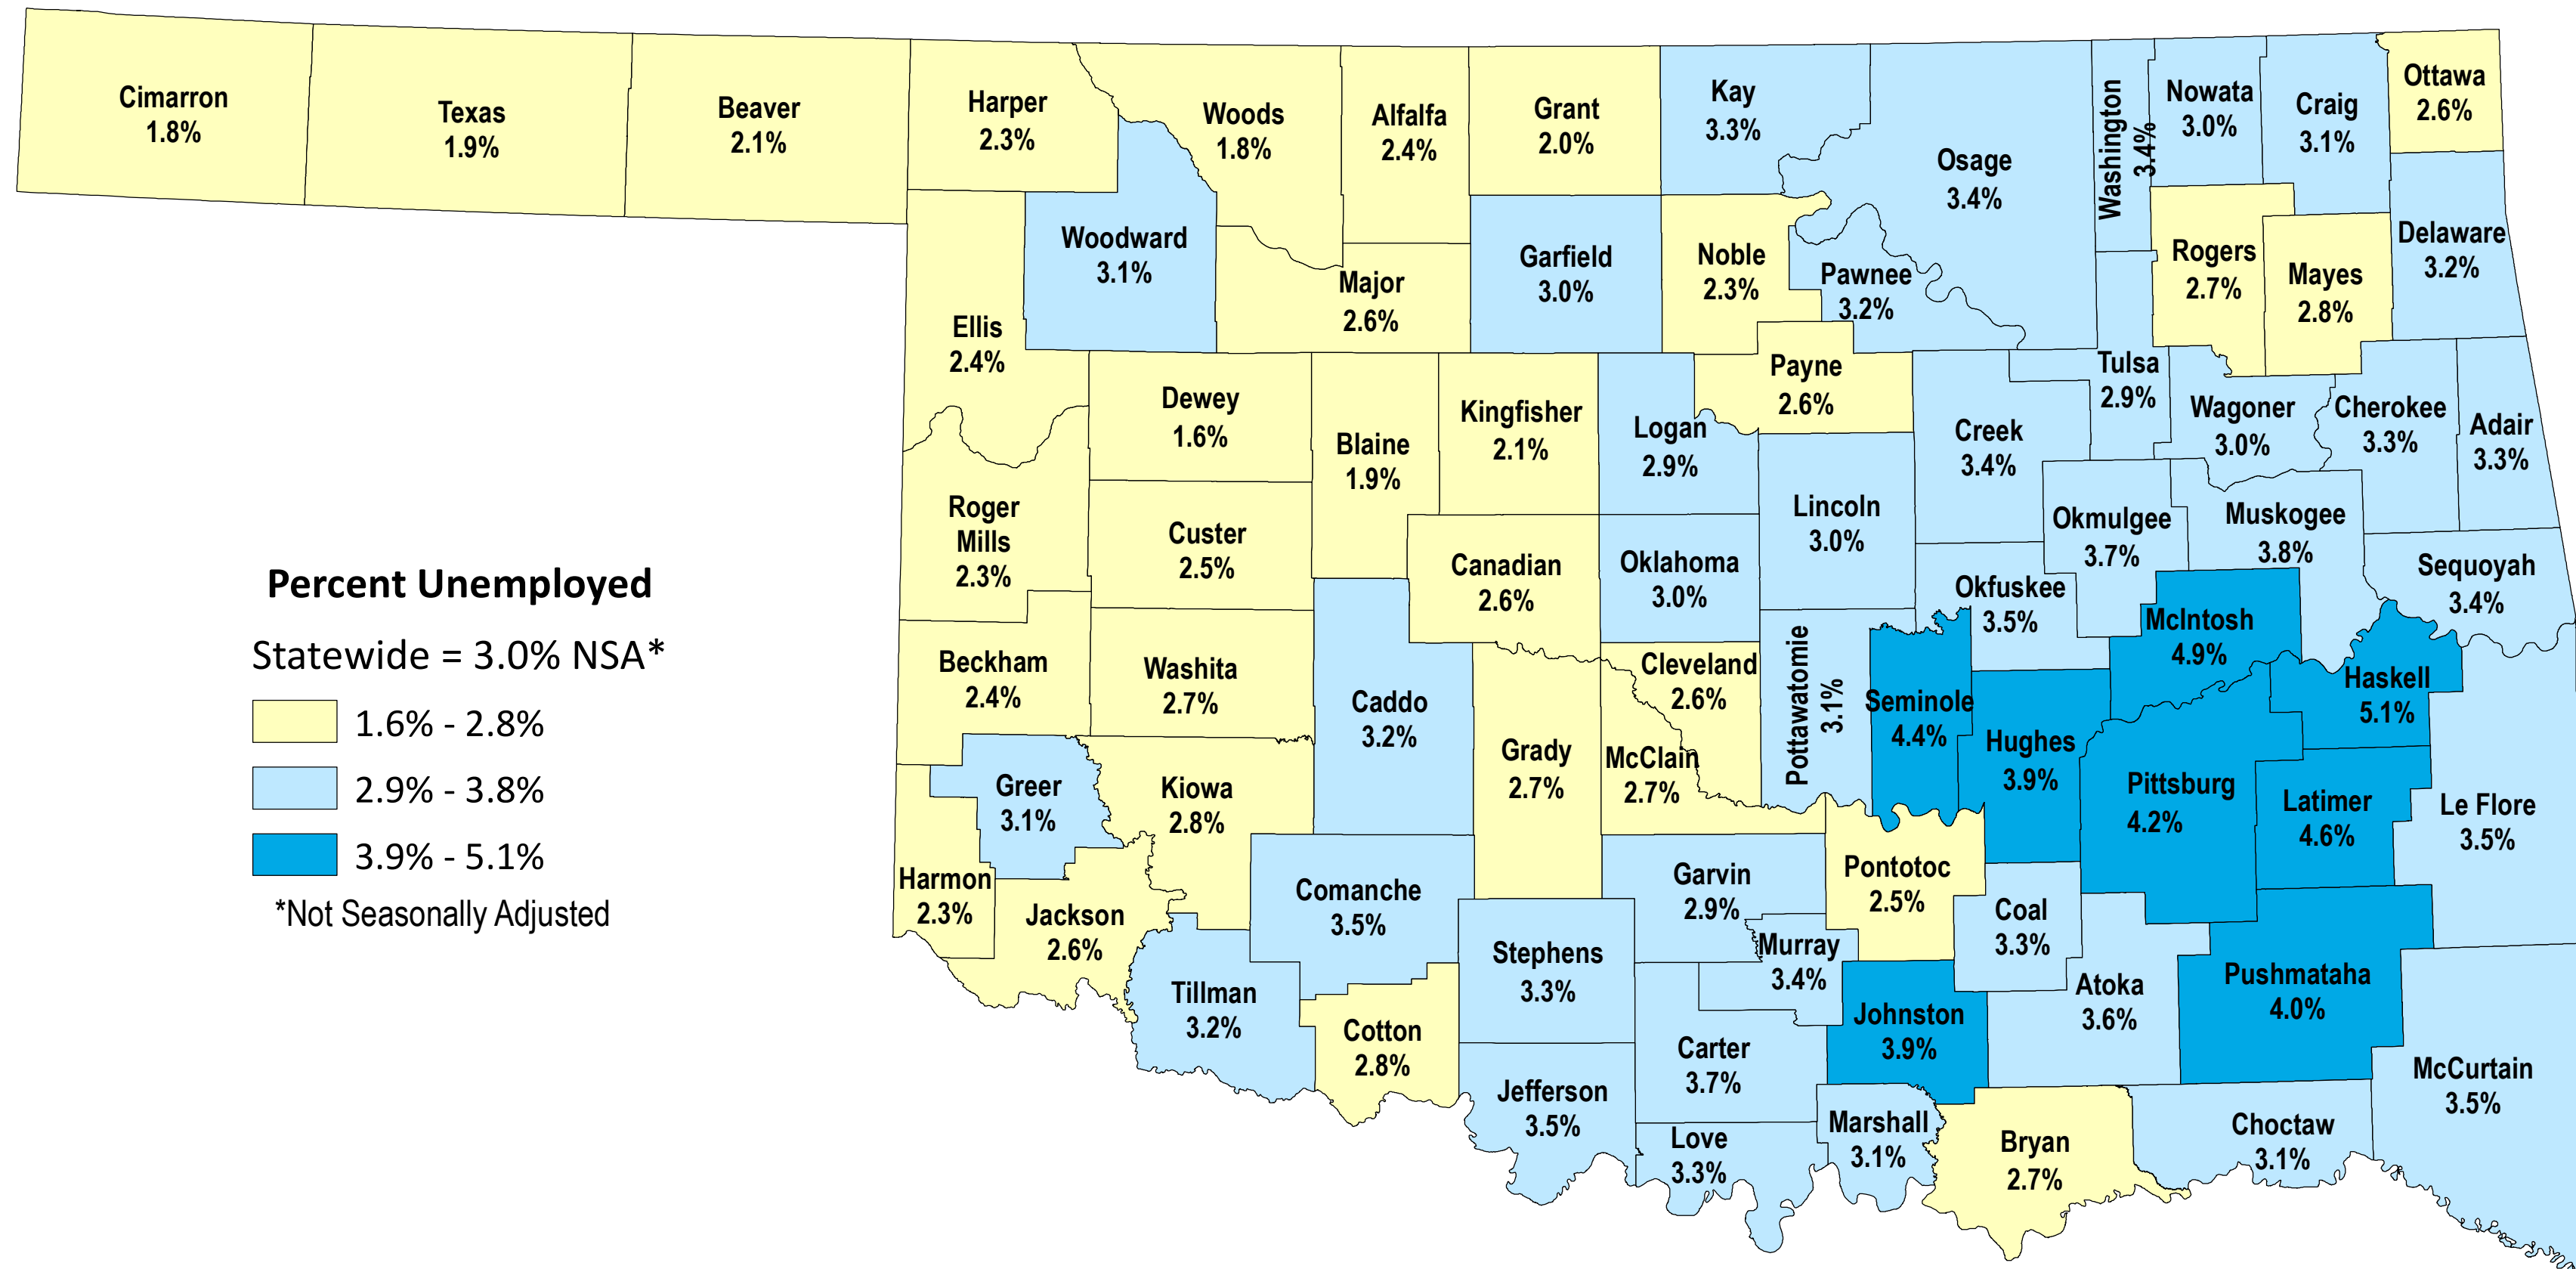 Cimarron
1.8%
Texas
1.9%
Beaver
2.1%
Harper
2.3%
Woods
1.8%
Alfalfa
2.4%
Grant
2.0%
Kay
3.3%
Osage
3.4%
Washington
3.4%
Nowata
3.0%
Craig
3.1%
Ottawa
2.6%
Woodward
3.1%
Major
2.6%
Garfield
3.0%
Noble
2.3%
Pawnee
3.2%
Rogers
2.7%
Mayes
2.8%
Delaware
3.2%
Ellis
2.4%
Dewey
1.6%
Blaine
1.9%
Kingfisher
2.1%
Logan
2.9%
Payne
2.6%
Creek
3.4%
Tulsa
2.9%
Wagoner
3.0%
Cherokee
3.3%
Adair
3.3%
Roger
Mills
2.3%
Custer
2.5%
Canadian
2.6%
Oklahoma
3.0%
Lincoln
3.0%
Okmulgee
3.7%
Muskogee
3.8%
Okfuskee
3.5%
Sequoyah
3.4%
McIntosh
4.9%
Percent Unemployed
Statewide = 3.0% NSA*
1.6% - 2.8%
2.9% - 3.8%
3.9% - 5.1%
*Not Seasonally Adjusted
Beckham
2.4%
Washita
2.7%
Caddo
3.2%
Grady
2.7%
Cleveland
2.6%
McClain
2.7%
Pottawatomie
3.1%
Seminole
4.4%
Hughes
3.9%
Pittsburg
4.2%
Haskell
5.1%
Latimer
4.6%
Le Flore
3.5%
Greer
3.1%
Kiowa
2.8%
Harmon
2.3%
Jackson
2.6%
Comanche
3.5%
Garvin
2.9%
Pontotoc
2.5%
Coal
3.3%
Stephens
3.3%
Murray
3.4%
Atoka
3.6%
Pushmataha
4.0%
Tillman
3.2%
Cotton
2.8%
Johnston
3.9%
Carter
3.7%
Jefferson
3.5%
Love
3.3%
Marshall
3.1%
Bryan
2.7%
Choctaw
3.1%
McCurtain
3.5%